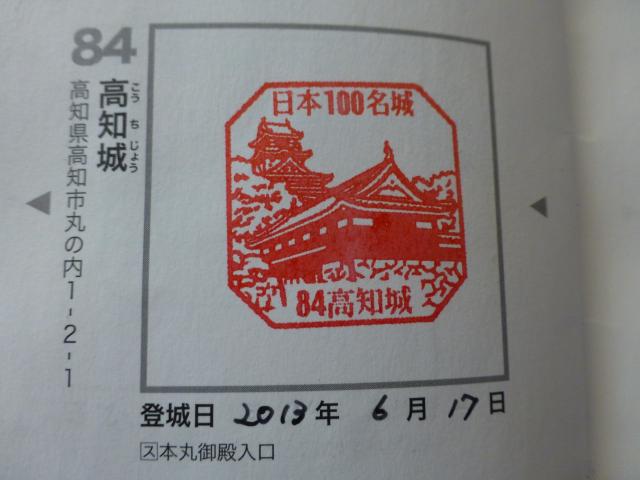 84
高知城
こうちじょう
高知県高知市丸の内1-2-1
日本100名城
84高知城
登城日 2013年 6月 17日
ス本丸御殿入口